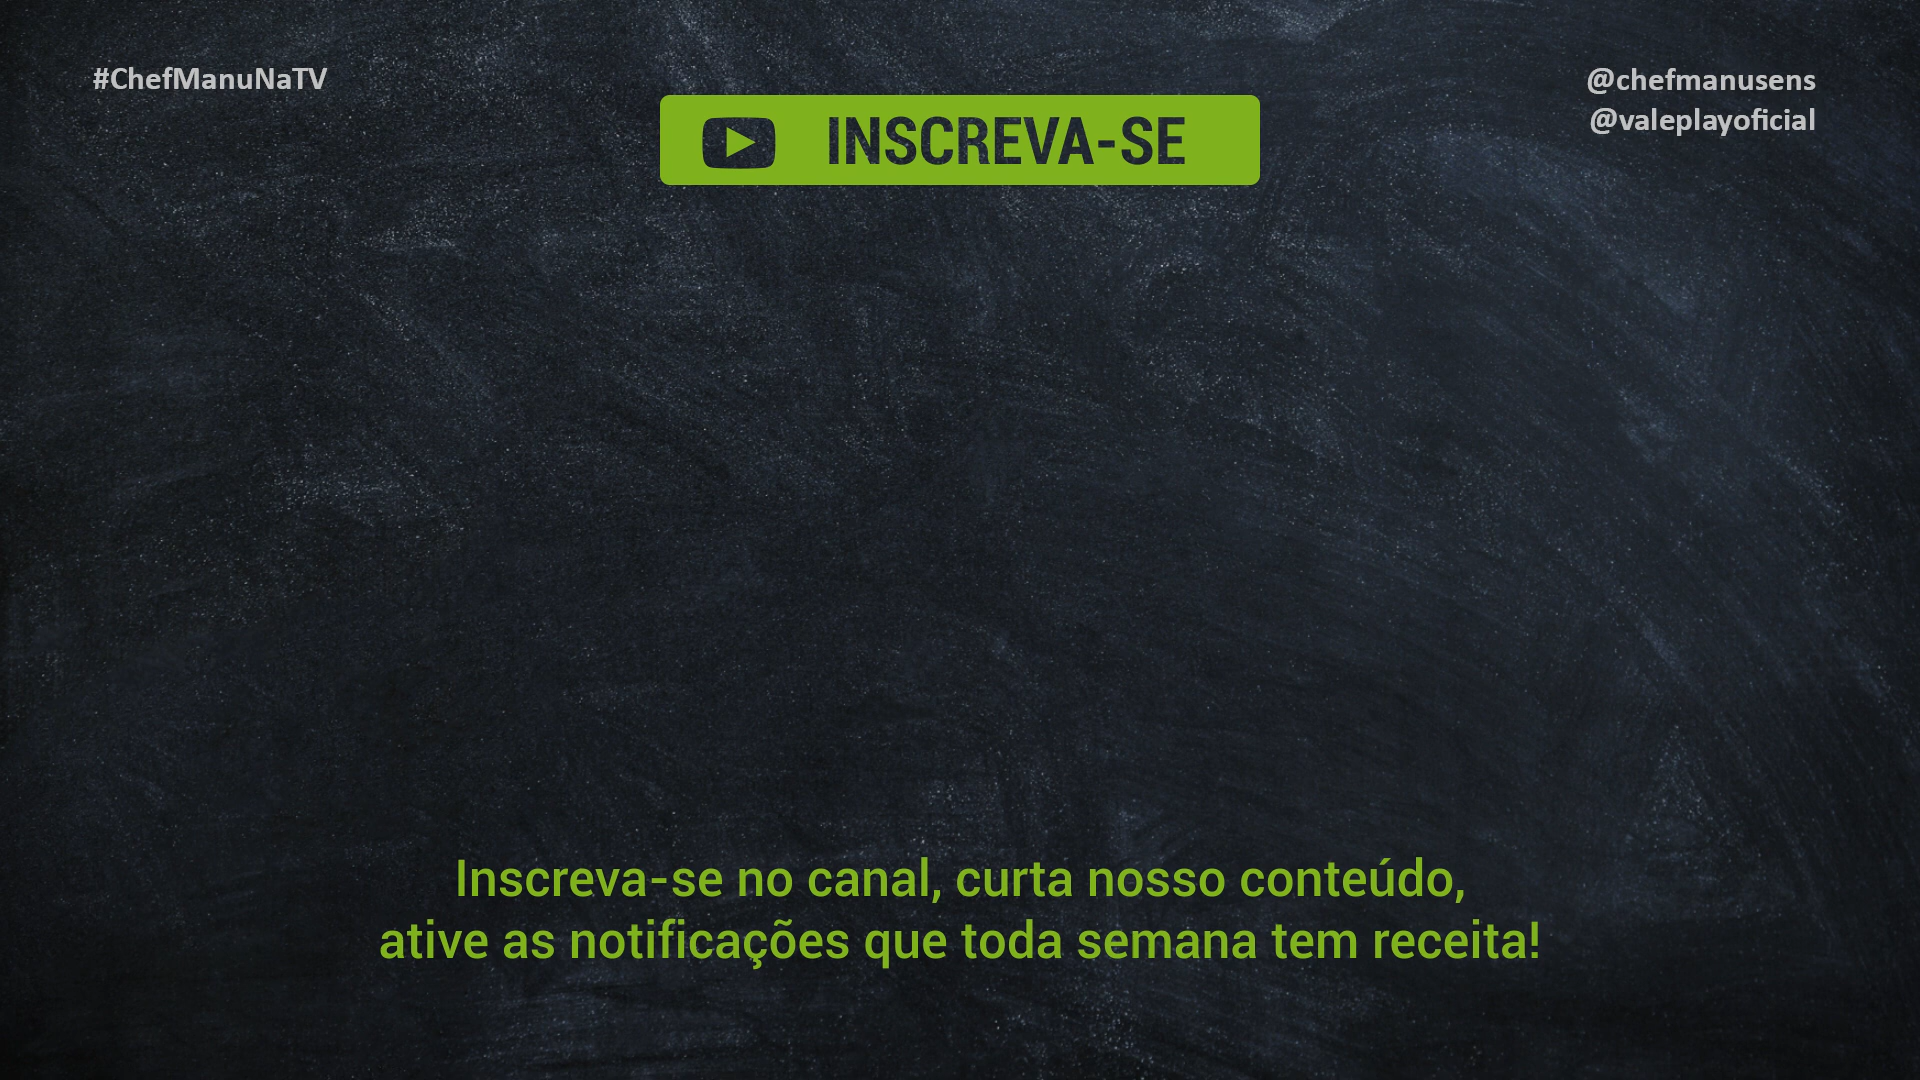 #ChefManuNaTV
@chefmanusens
@valeplayoficial
INSCREVA-SE
Inscreva-se no canal, curta nosso conteúdo,
ative as notificações que toda semana tem receita!